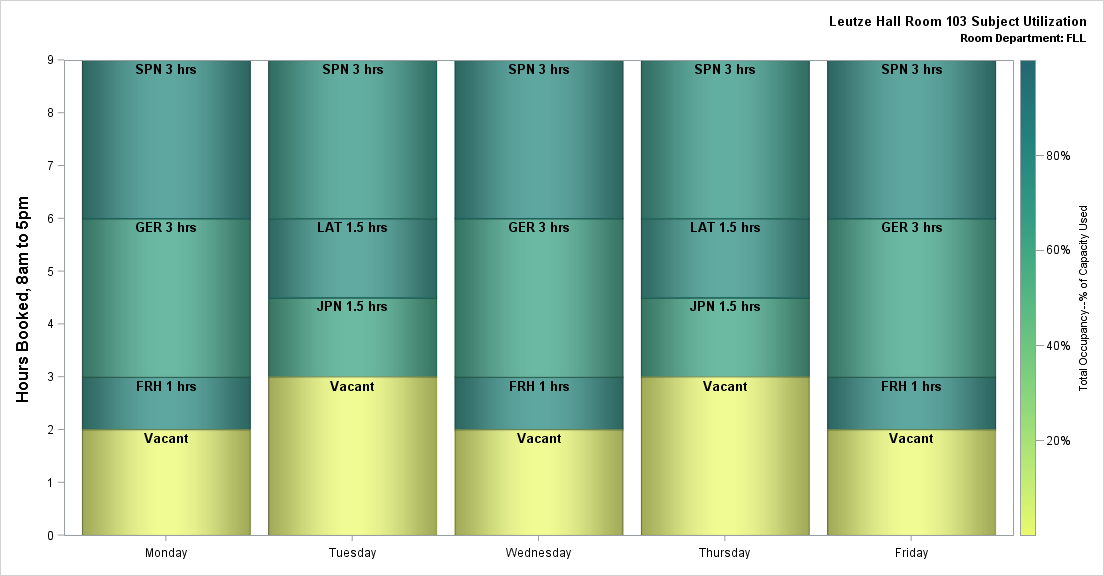 Leutze Hall Room 103 Subject Utilization
Room Department: FLL
Hours Booked, 8am to 5pm
9
8
7
6
5
4
3
2
1
0
SPN 3 hrs
GER 3 hrs
FRH 1 hrs
Vacant
SPN 3 hrs
LAT 1.5 hrs
JPN 1.5 hrs
Vacant
SPN 3 hrs
GER 3 hrs
FRH 1 hrs
Vacant
SPN 3 hrs
LAT 1.5 hrs
JPN 1.5 hrs
Vacant
SPN 3 hrs
GER 3 hrs
FRH 1 hrs
Vacant
Monday
Tuesday
Wednesday
Thursday
Friday
80%
60%
40%
20%
Total Occupancy--% of Capacity Used